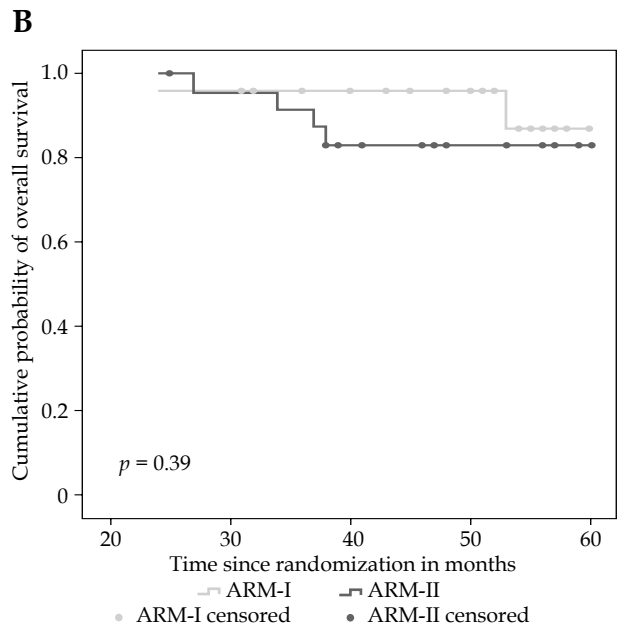 B
Cumulative probability of overall survival
1.0
0.8
0.6
0.4
0.2
0
p = 0.39
20 30 40 50 60
Time since randomization in months
ARM-I ARM-II
ARM-I censored ARM-II censored